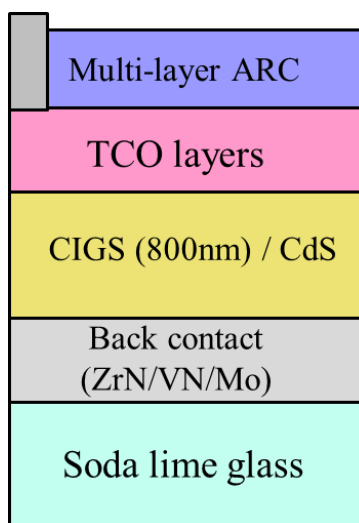 Multi-layer ARC
TCO layers
CIGS (800nm) / CdS
Back contact
(ZrN/VN/Mo)
Soda lime glass